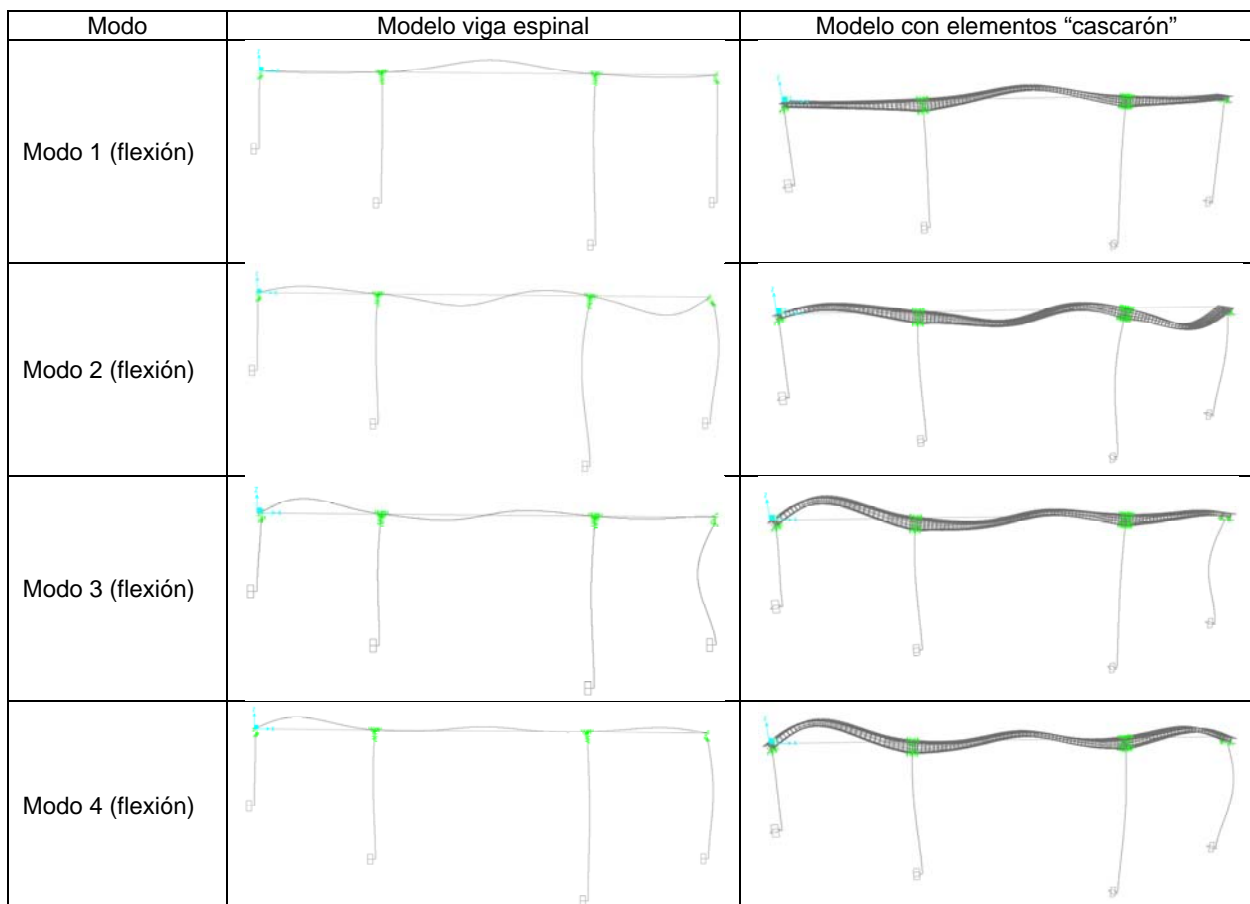 Modo
Modelo viga espinal
Modelo con elementos “cascarón”
Modo 1 (flexión)
Modo 2 (flexión)
Modo 3 (flexión)
Modo 4 (flexión)